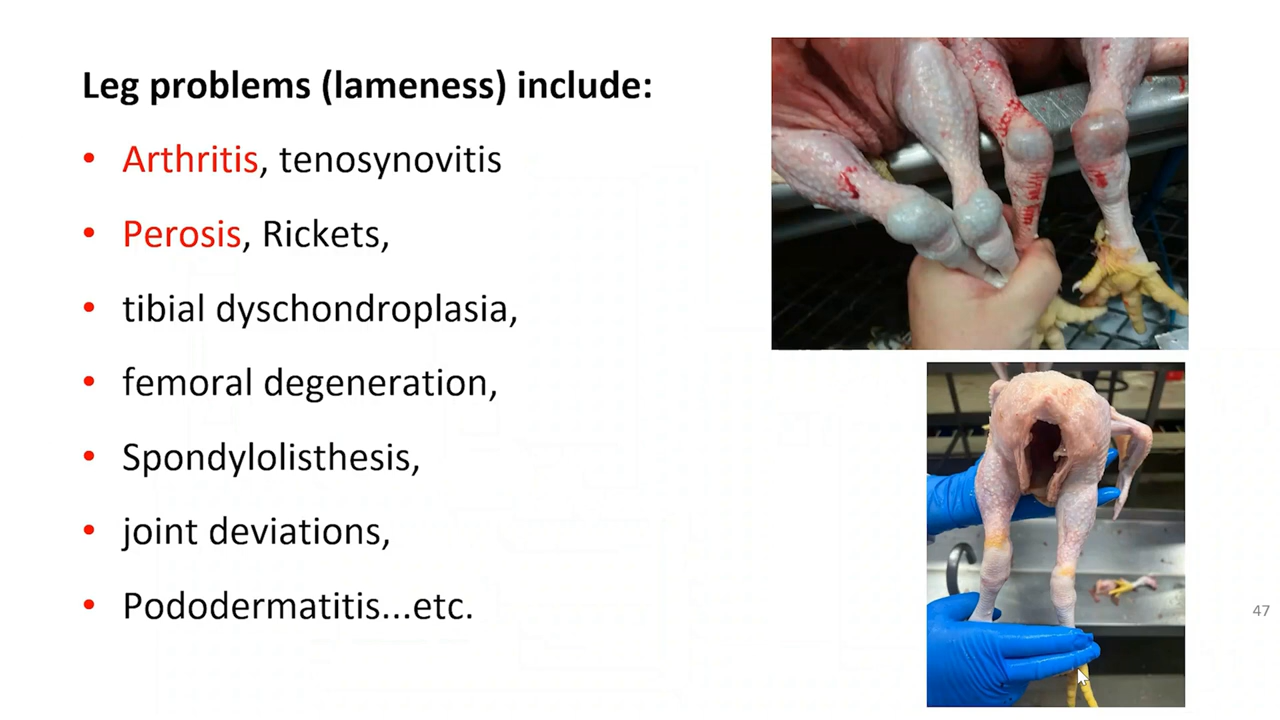 Leg problems (lameness) include:
• Arthritis, tenosynovitis
• Perosis, Rickets,
• tibial dyschondroplasia,
• femoral degeneration,
• Spondylolisthesis,
• joint deviations,
• Pododermatitis...etc.
47